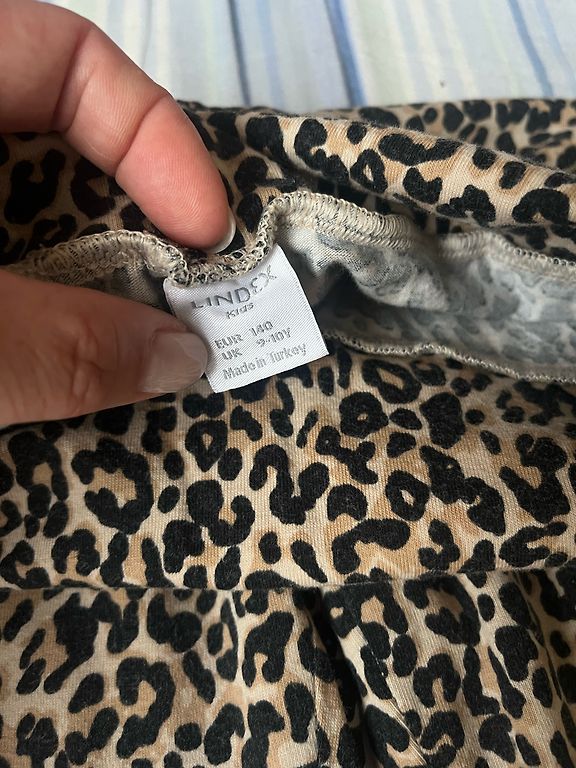 LINDEX
Kids
EUR 140
UK 9-10Y
Made in Turkey